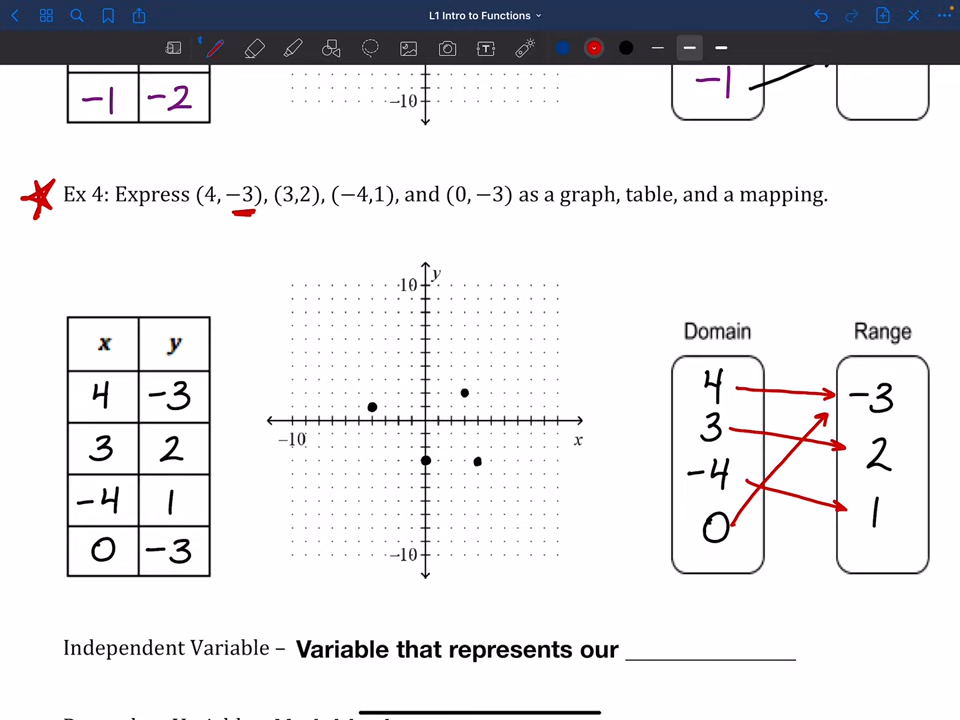 L1 Intro to Functions
T
-1 -2
-10
-1
Ex 4: Express (4, −3), (3,2), (−4,1), and (0, −3) as a graph, table, and a mapping.
x y
4 -3
3 2
-4 1
0 -3
y
10
-10
x
-10
Domain Range
4 -3
3 2
-4 1
0
Independent Variable – Variable that represents our ________________